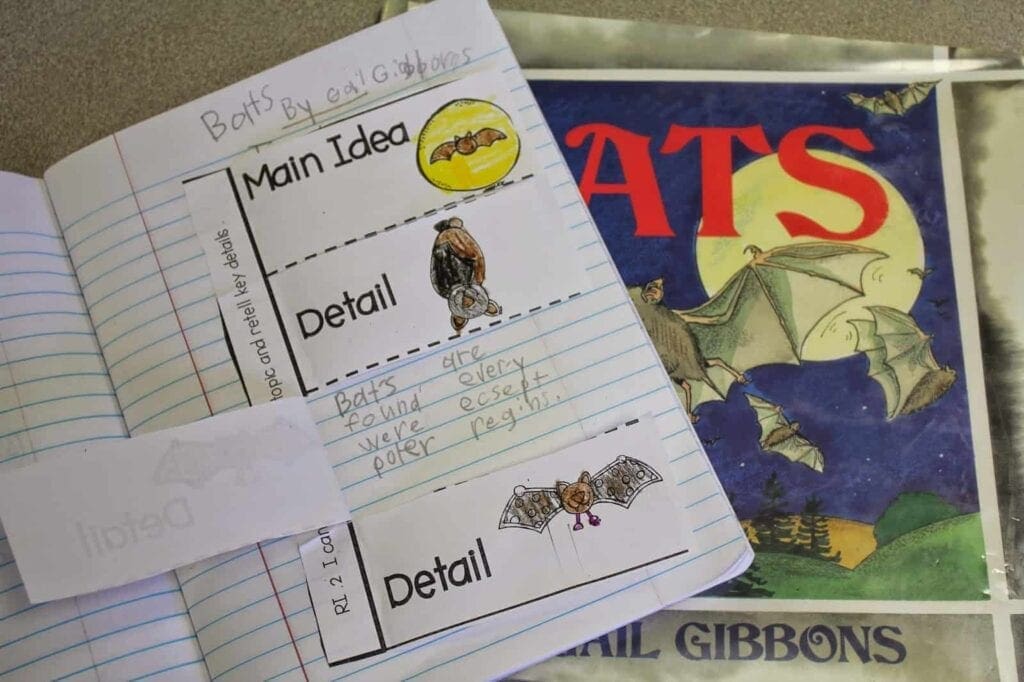 Bats By Gail Gibbores
Main Idea
Detail
topic and retell key details.
Bats are
found every
were ecsept
poler regins.
Detail
Detail
RI.2 I can
ATS
AIL GIBBONS